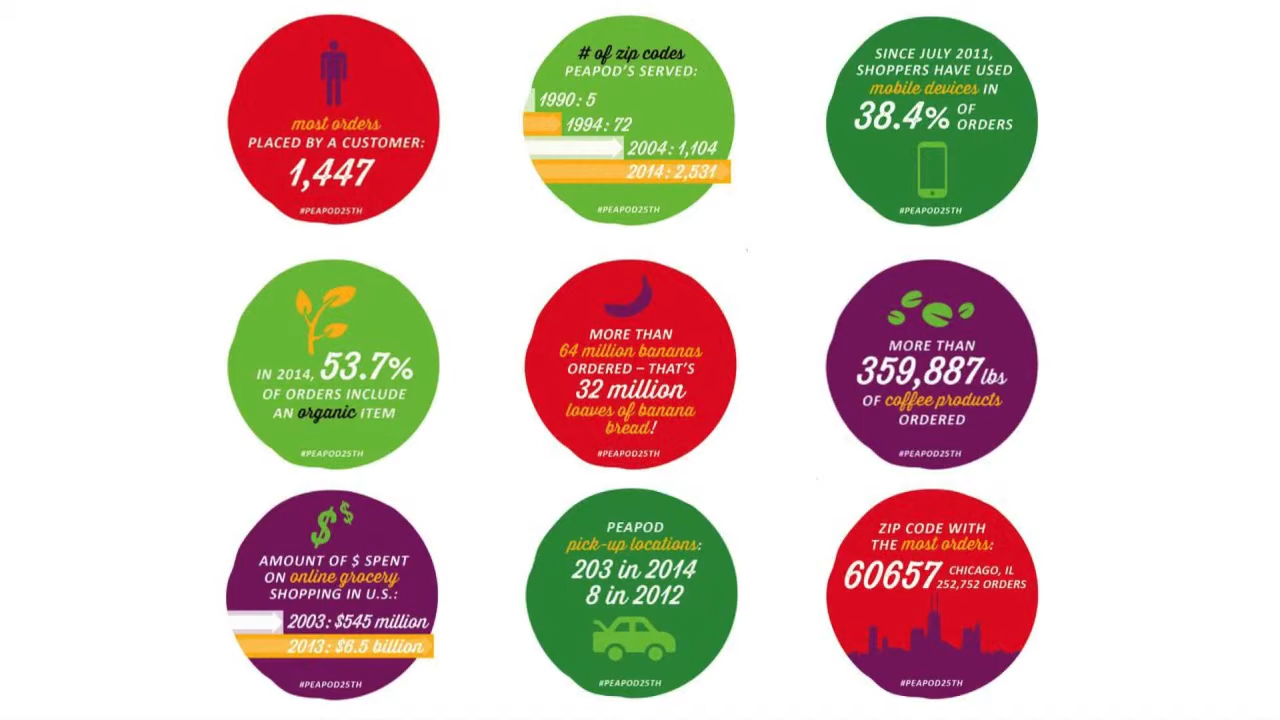 most orders
PLACED BY A CUSTOMER:
1,447
#PEAPOD25TH
# of zip codes
PEAPOD'S SERVED:
1990: 5
1994: 72
2004: 1,104
2014: 2,531
#PEAPOD25TH
SINCE JULY 2011,
SHOPPERS HAVE USED
mobile devices IN
38.4% OF
ORDERS
#PEAPOD25TH
IN 2014, 53.7%
OF ORDERS INCLUDE
AN organic ITEM
#PEAPOD25TH
MORE THAN
64 million bananas
ORDERED – THAT'S
32 million
loaves of banana
bread!
#PEAPOD25TH
MORE THAN
359,887 lbs
OF coffee products
ORDERED
#PEAPOD25TH
$ $
AMOUNT OF $ SPENT
ON online grocery
SHOPPING IN U.S.:
2003: $545 million
2013: $6.5 billion
#PEAPOD25TH
PEAPOD
pick-up locations:
203 in 2014
8 in 2012
#PEAPOD25TH
ZIP CODE WITH
THE most orders:
60657 CHICAGO, IL
252,752 ORDERS
#PEAPOD25TH